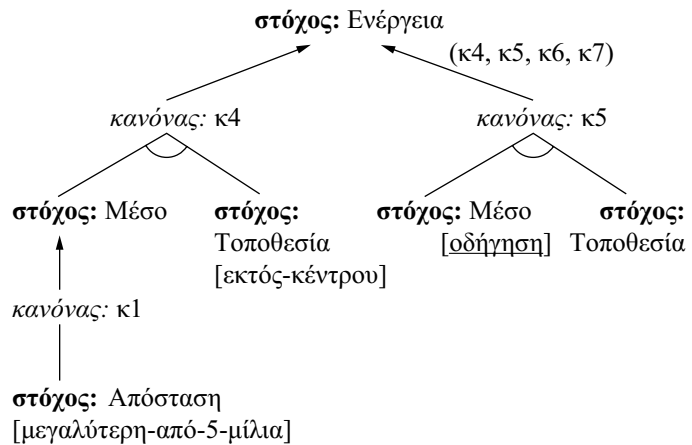 στόχος: Ενέργεια
(κ4, κ5, κ6, κ7)
κανόνας: κ4
κανόνας: κ5
στόχος: Μέσο
στόχος:
Τοποθεσία
[εκτός-κέντρου]
στόχος: Μέσο
[οδήγηση]
στόχος:
Τοποθεσία
κανόνας: κ1
στόχος: Απόσταση
[μεγαλύτερη-από-5-μίλια]